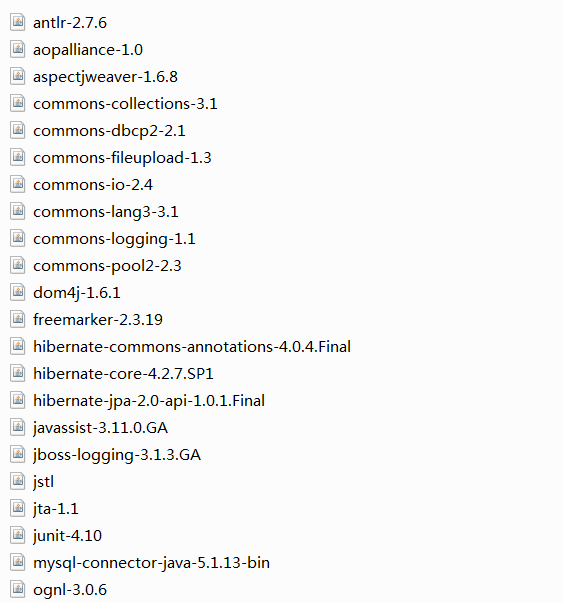 antlr-2.7.6
aopalliance-1.0
aspectjweaver-1.6.8
commons-collections-3.1
commons-dbcp2-2.1
commons-fileupload-1.3
commons-io-2.4
commons-lang3-3.1
commons-logging-1.1
commons-pool2-2.3
dom4j-1.6.1
freemarker-2.3.19
hibernate-commons-annotations-4.0.4.Final
hibernate-core-4.2.7.SP1
hibernate-jpa-2.0-api-1.0.1.Final
javassist-3.11.0.GA
jboss-logging-3.1.3.GA
jstl
jta-1.1
junit-4.10
mysql-connector-java-5.1.13-bin
ognl-3.0.6